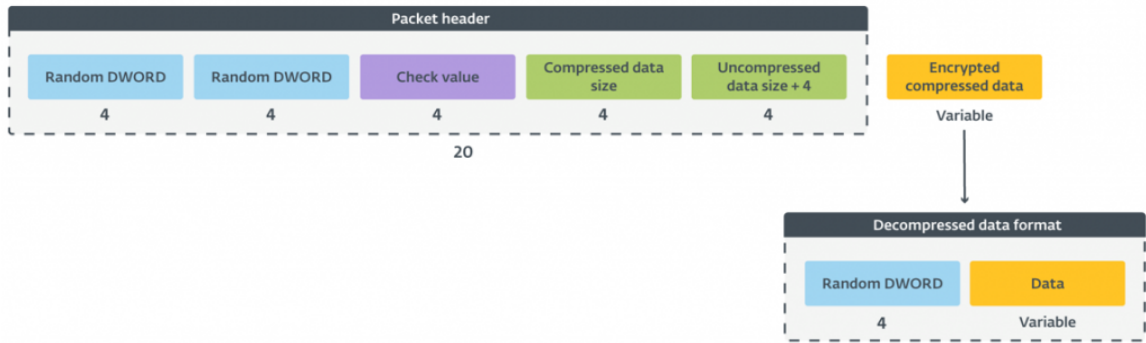 Packet header
Random DWORD
Random DWORD
Check value
Compressed data
size
Uncompressed
data size + 4
Encrypted
compressed data
4
4
4
4
4
Variable
20
Decompressed data format
Random DWORD
Data
4
Variable